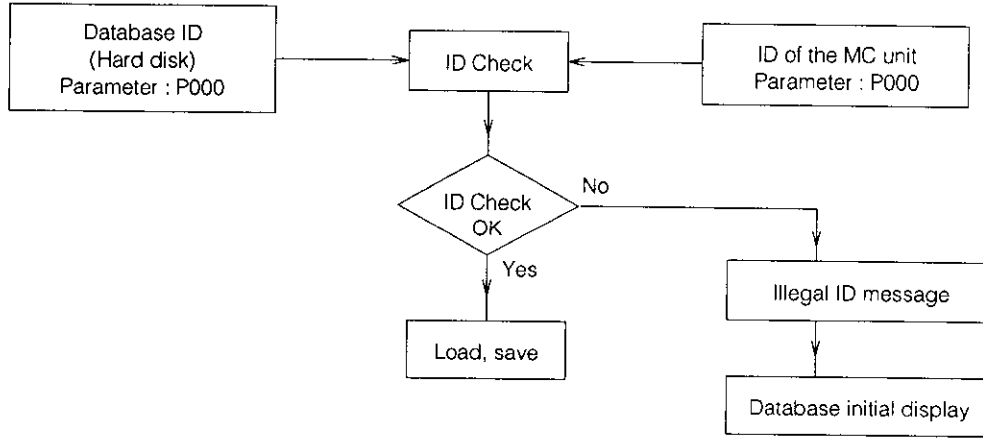 Database ID
(Hard disk)
Parameter : P000
ID Check
ID of the MC unit
Parameter : P000
ID Check
OK
No
Yes
Illegal ID message
Load, save
Database initial display